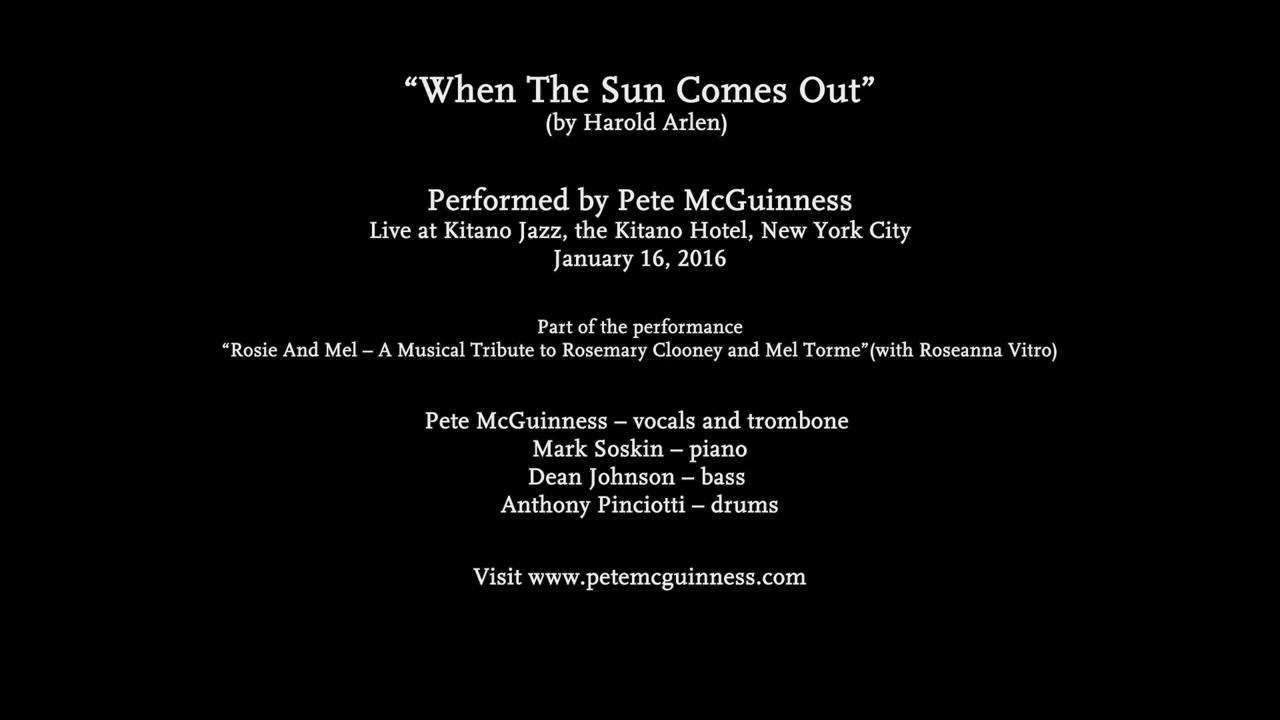 “When The Sun Comes Out”
(by Harold Arlen)
Performed by Pete McGuinness
Live at Kitano Jazz, the Kitano Hotel, New York City
January 16, 2016
Part of the performance
“Rosie And Mel – A Musical Tribute to Rosemary Clooney and Mel Torme”(with Roseanna Vitro)
Pete McGuinness – vocals and trombone
Mark Soskin – piano
Dean Johnson – bass
Anthony Pinciotti – drums
Visit www.petemcguinness.com